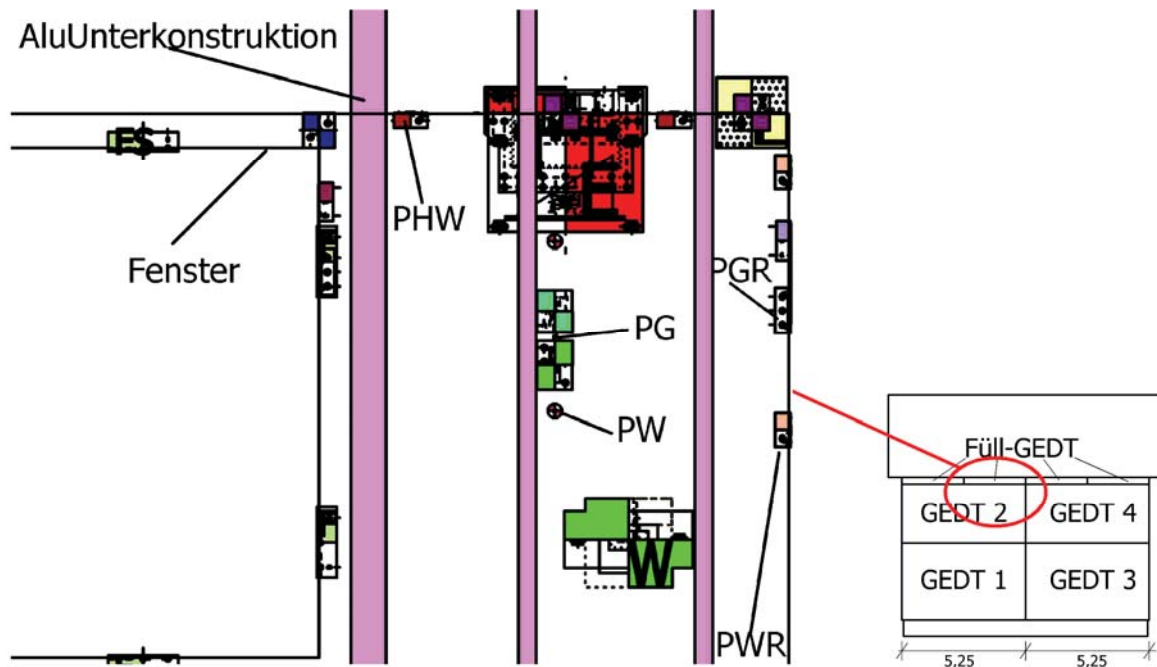 AluUnterkonstruktion
ES
F
PHW
Fenster
PGR
PG
PW
W
PWR
Füll-GEDT
GEDT 2
GEDT 4
GEDT 1
GEDT 3
5,25
5,25